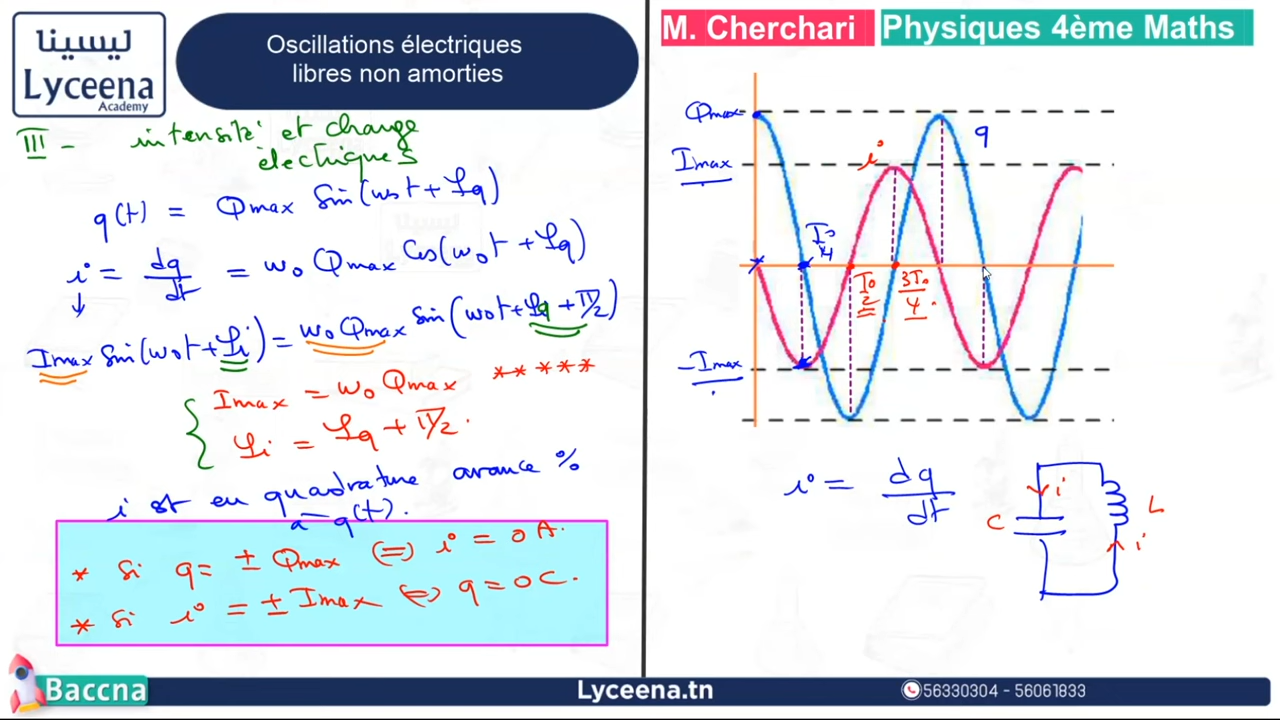 ليسينا
Lyceena
Academy
Oscillations électriques
libres non amorties
M. Cherchari Physiques 4ème Maths
III - intensité et charge
électriques
q(t) = Qmax Sin(ω₀t + φq)
i = dq/dt = ω₀ Qmax Cos(ω₀t + φq)
Imax Sin(ω₀t + φi) = ω₀ Qmax Sin(ω₀t + φq + π/2)
Imax = ω₀ Qmax *****
φi = φq + π/2.
i est en quadrature avance %
a q(t).
* Si q = ± Qmax ⇔ i = 0 A.
* Si i = ± Imax ⇔ q = 0 C.
Qmax
q
Imax
i
T₀/4
T₀/2
3T₀/4
-Imax
i = dq/dt
i
C
L
i
Baccna
Lyceena.tn
56330304 - 56061833